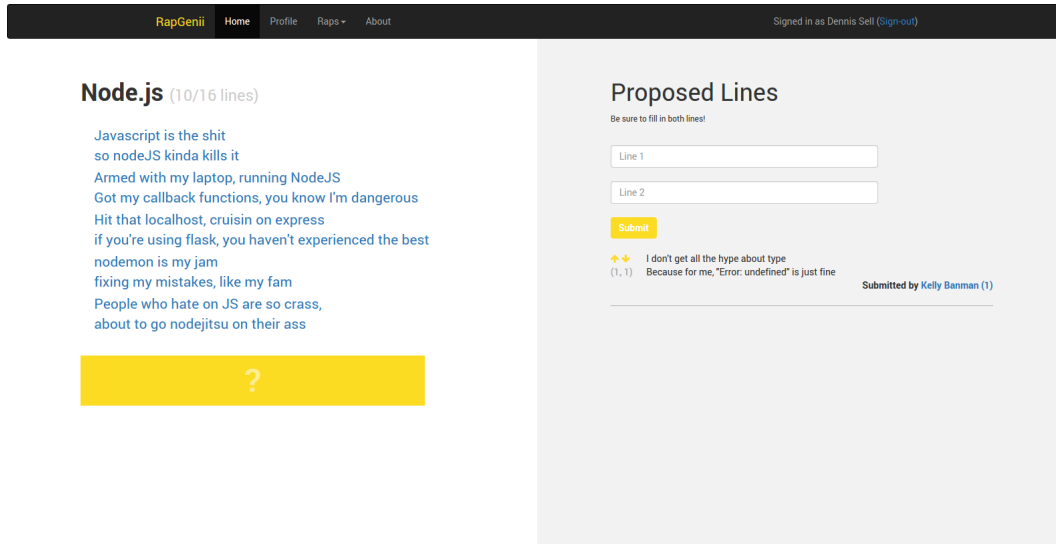 RapGenii Home Profile Raps About Signed in as Dennis Sell (Sign-out)
Node.js (10/16 lines)
Javascript is the shit
so nodeJS kinda kills it
Armed with my laptop, running NodeJS
Got my callback functions, you know I'm dangerous
Hit that localhost, cruisin on express
if you're using flask, you haven't experienced the best
nodemon is my jam
fixing my mistakes, like my fam
People who hate on JS are so crass,
about to go nodejitsu on their ass
?
Proposed Lines
Be sure to fill in both lines!
Line 1
Line 2
Submit
I don't get all the hype about type
(1, 1) Because for me, "Error: undefined" is just fine
Submitted by Kelly Banman (1)